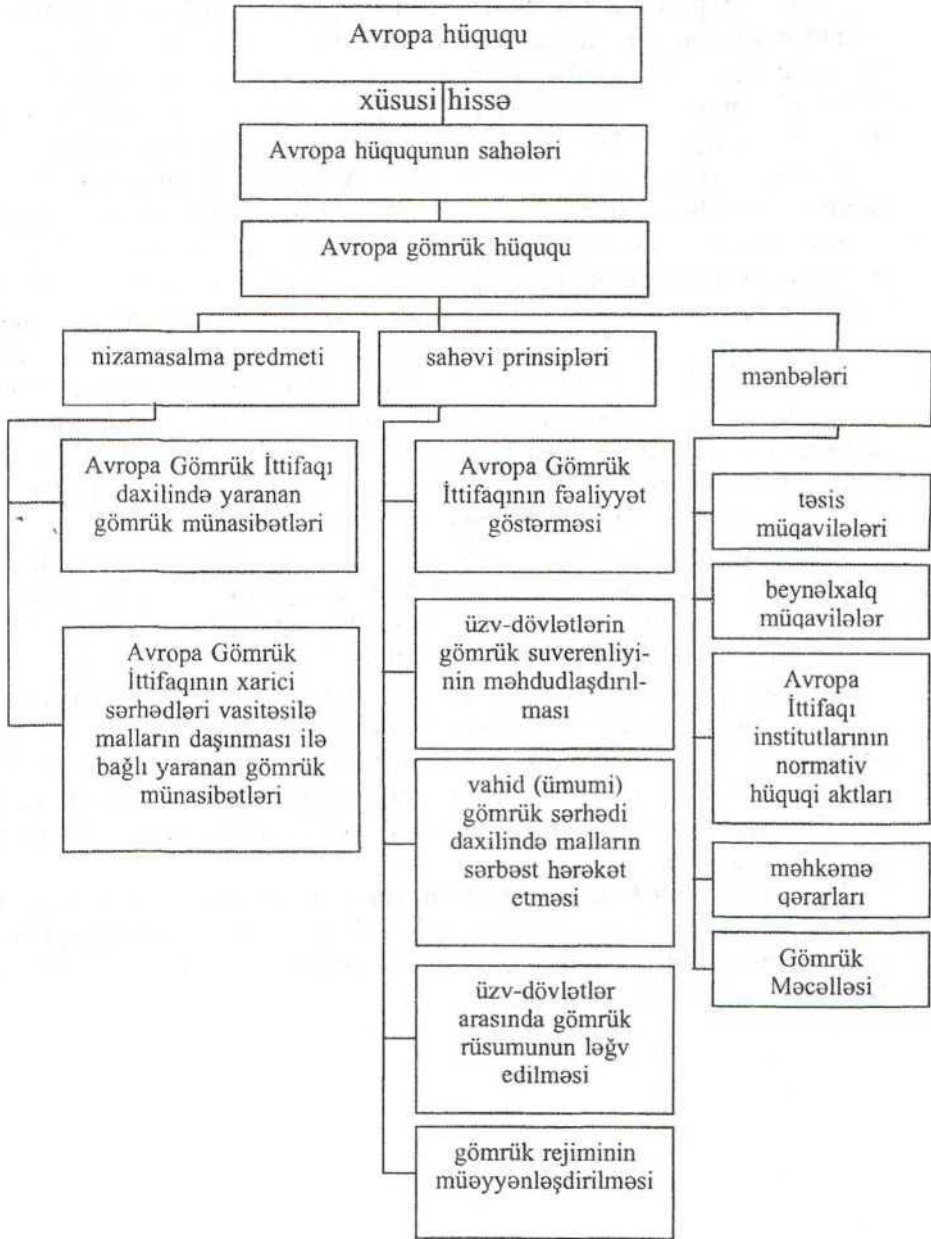 Avropa hüququ
xüsusi hissə
Avropa hüququnun sahələri
Avropa gömrük hüququ
nizamasalma predmeti
Avropa Gömrük İttifaqı
daxilində yaranan
gömrük münasibətləri
Avropa Gömrük
İttifaqının xarici
sərhədləri vasitəsilə
malların daşınması ilə
bağlı yaranan gömrük
münasibətləri
sahəvi prinsipləri
Avropa Gömrük
İttifaqının fəaliyyət
göstərməsi
üzv-dövlətlərin
gömrük suverenliyi-
nin məhdudlaşdırıl-
ması
vahid (ümumi)
gömrük sərhədi
daxilində malların
sərbəst hərəkət
etməsi
üzv-dövlətlər
arasında gömrük
rüsumunun ləğv
edilməsi
gömrük rejiminin
müəyyənləşdirilməsi
mənbələri
təsis
müqavilələri
beynəlxalq
müqavilələr
Avropa
İttifaqı
institutlarının
normativ
hüquqi aktları
məhkəmə
qərarları
Gömrük
Məcəlləsi